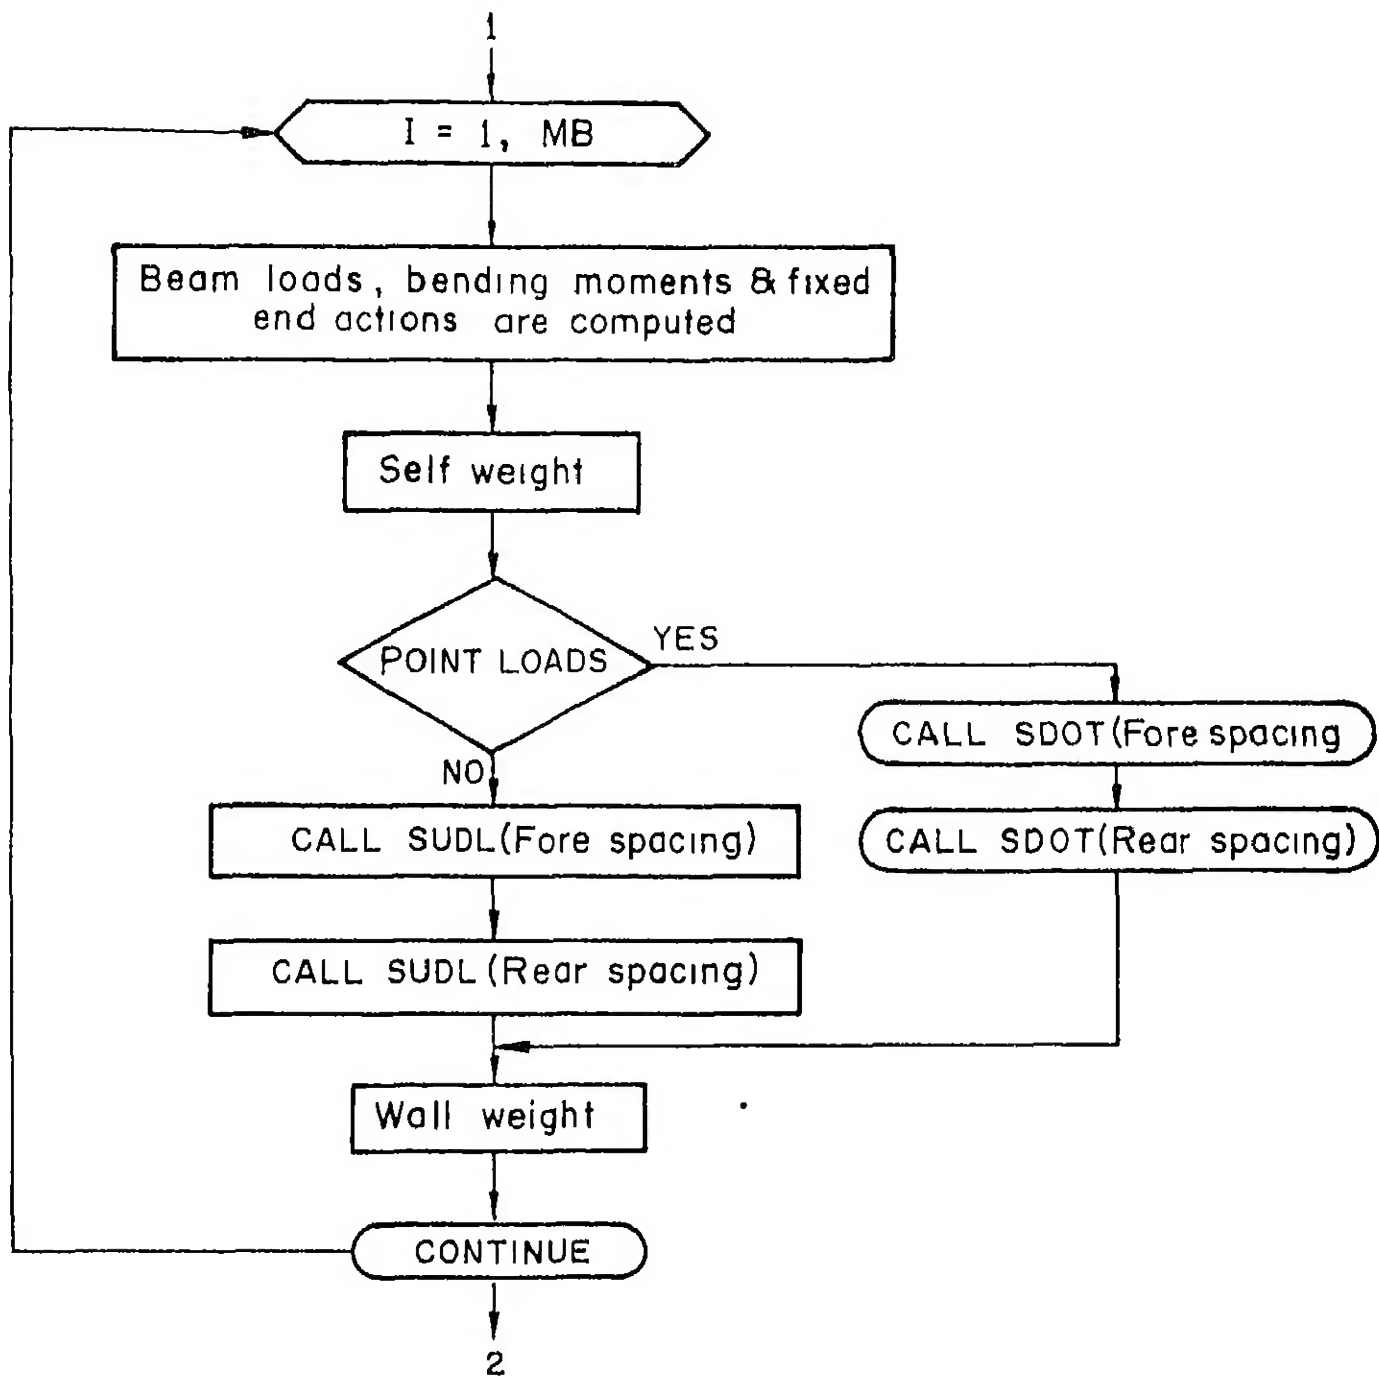 1
I = 1, MB
Beam loads, bending moments & fixed
end actions are computed
Self weight
POINT LOADS
YES
NO
CALL SDOT(Fore spacing
CALL SDOT(Rear spacing)
CALL SUDL(Fore spacing)
CALL SUDL(Rear spacing)
Wall weight
CONTINUE
2